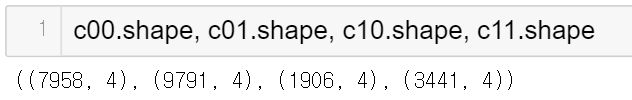 1 c00.shape, c01.shape, c10.shape, c11.shape
((7958, 4), (9791, 4), (1906, 4), (3441, 4))